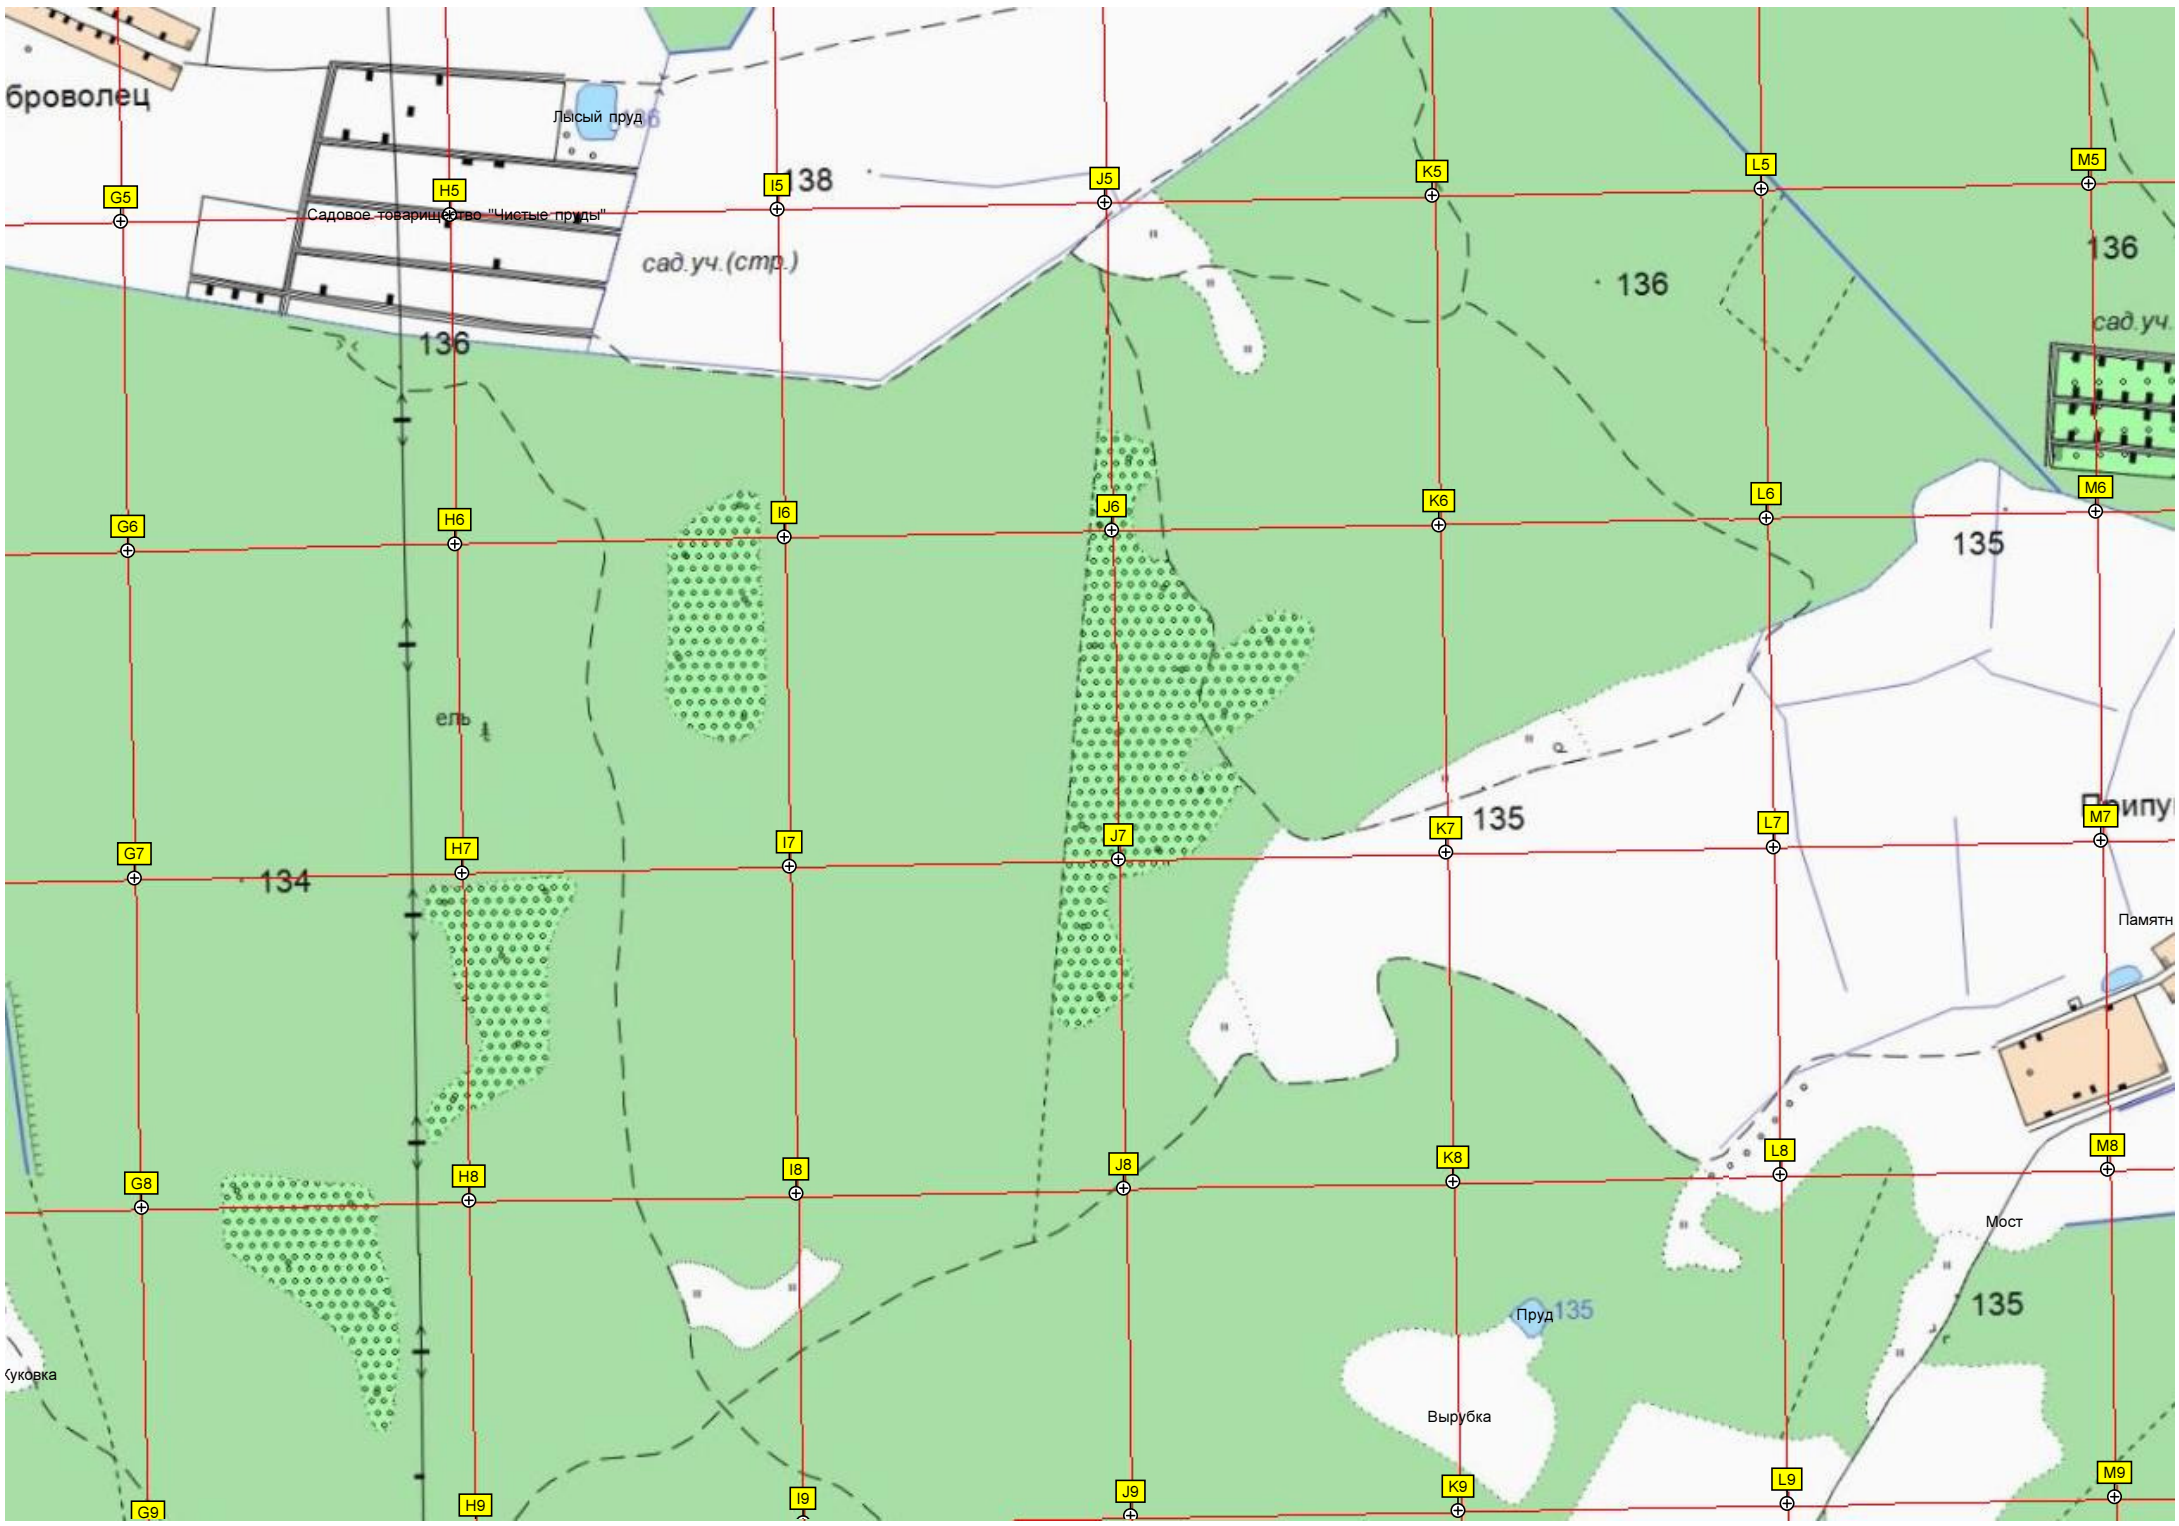 броволец
Лысый пруд
136
138
G5
H5
I5
J5
K5
L5
M5
Садовое товарищество "Чистые пруды"
сад.уч.(стр.)
136
136
136
сад.уч.
G6
H6
I6
J6
K6
L6
M6
135
ель
Припу
135
G7
H7
I7
J7
K7
L7
M7
134
Памятн
G8
H8
I8
J8
K8
L8
M8
Мост
135
Пруд
135
Куковка
Вырубка
G9
H9
I9
J9
K9
L9
M9